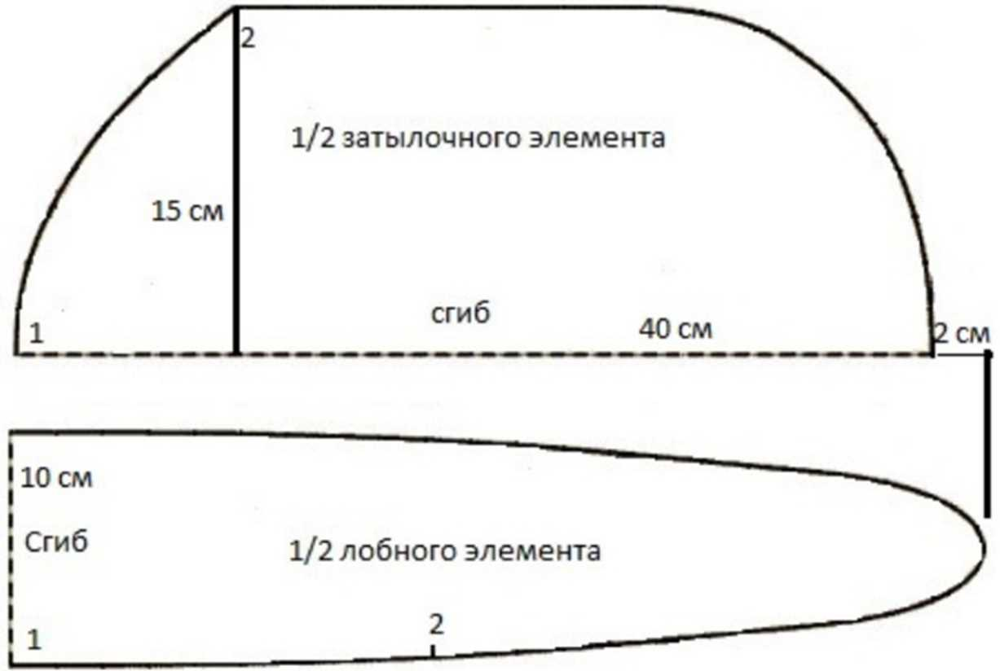 2
1/2 затылочного элемента
15 см
сгиб
1
40 см
2 см
10 см
Сгиб
1/2 лобного элемента
2
1